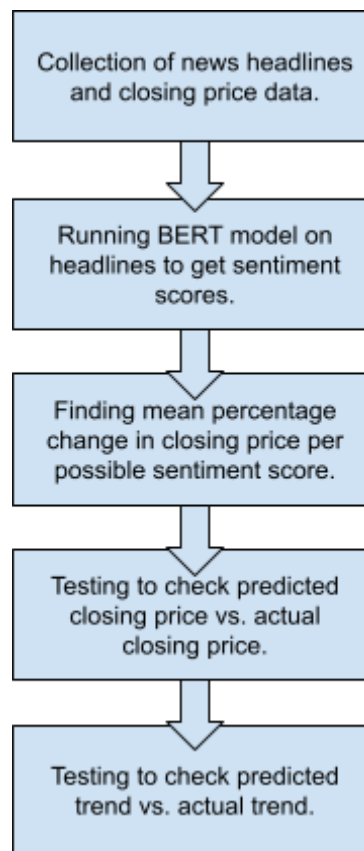 Collection of news headlines
and closing price data.
Running BERT model on
headlines to get sentiment
scores.
Finding mean percentage
change in closing price per
possible sentiment score.
Testing to check predicted
closing price vs. actual
closing price.
Testing to check predicted
trend vs. actual trend.